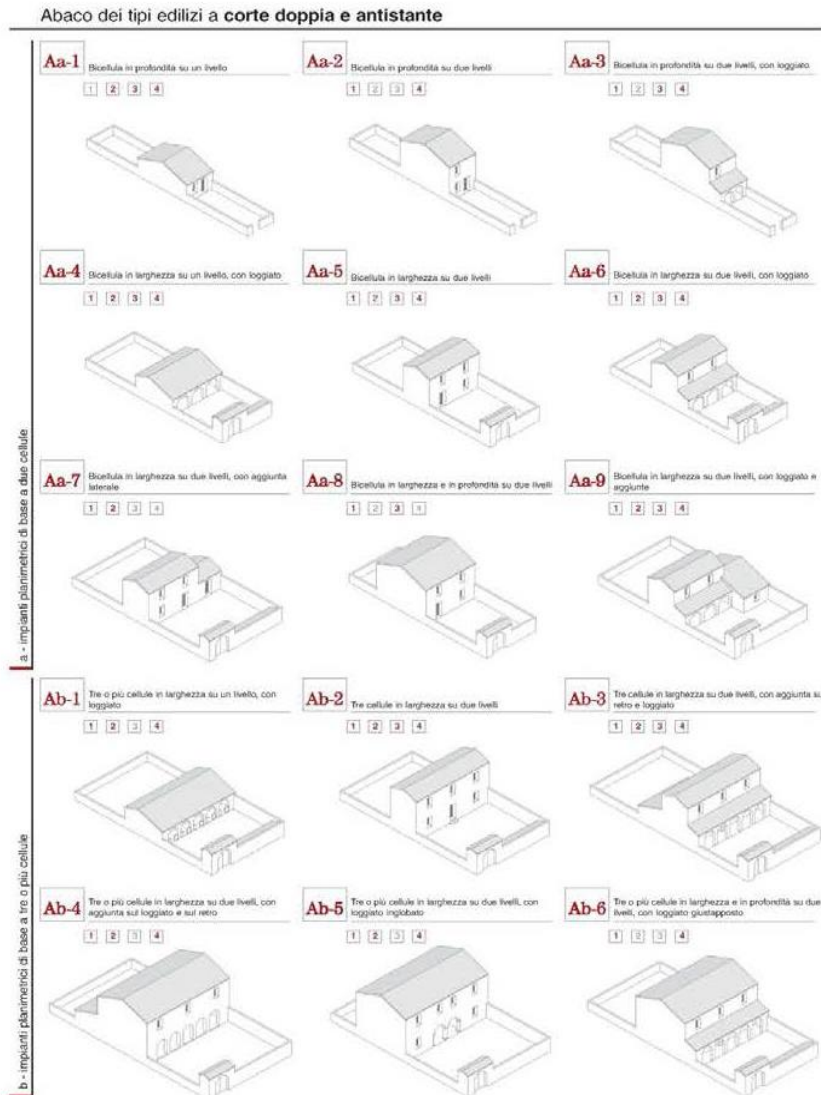 Abaco dei tipi edilizi a corte doppia e antistante
Aa-1 Bicellula in profondità su un livello
1 2 3 4
Aa-2 Bicellula in profondità su due livelli
1 2 3 4
Aa-3 Bicellula in profondità su due livelli, con loggiato
1 2 3 4
Aa-4 Bicellula in larghezza su un livello, con loggiato
1 2 3 4
Aa-5 Bicellula in larghezza su due livelli
1 2 3 4
Aa-6 Bicellula in larghezza su due livelli, con loggiato
1 2 3 4
Aa-7 Bicellula in larghezza su due livelli, con aggiunta
laterale
1 2 3 4
Aa-8 Bicellula in larghezza e in profondità su due livelli
1 2 3 4
Aa-9 Bicellula in larghezza su due livelli, con loggiato e
aggiunte
1 2 3 4
a - impianti planimetrici di base a due cellule
Ab-1 Tre o più cellule in larghezza su un livello, con
loggiato
1 2 3 4
Ab-2 Tre cellule in larghezza su due livelli
1 2 3 4
Ab-3 Tre cellule in larghezza su due livelli, con aggiunta su
retro e loggiato
1 2 3 4
Ab-4 Tre o più cellule in larghezza su due livelli, con
aggiunta sul loggiato e sul retro
1 2 3 4
Ab-5 Tre o più cellule in larghezza su due livelli, con
loggiato inglobato
1 2 3 4
Ab-6 Tre o più cellule in larghezza e in profondità su due
livelli, con loggiato giustapposto
1 2 3 4
b - impianti planimetrici di base a tre o più cellule